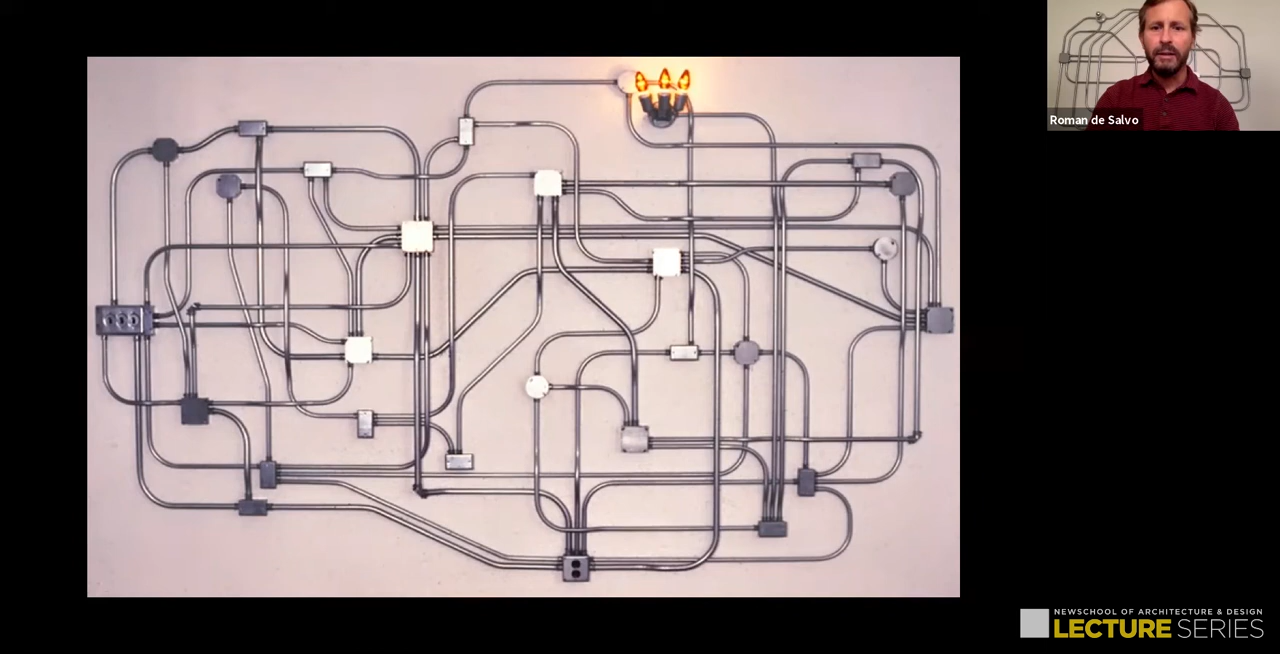 Roman de Salvo
NEWSCHOOL OF ARCHITECTURE & DESIGN
LECTURE SERIES